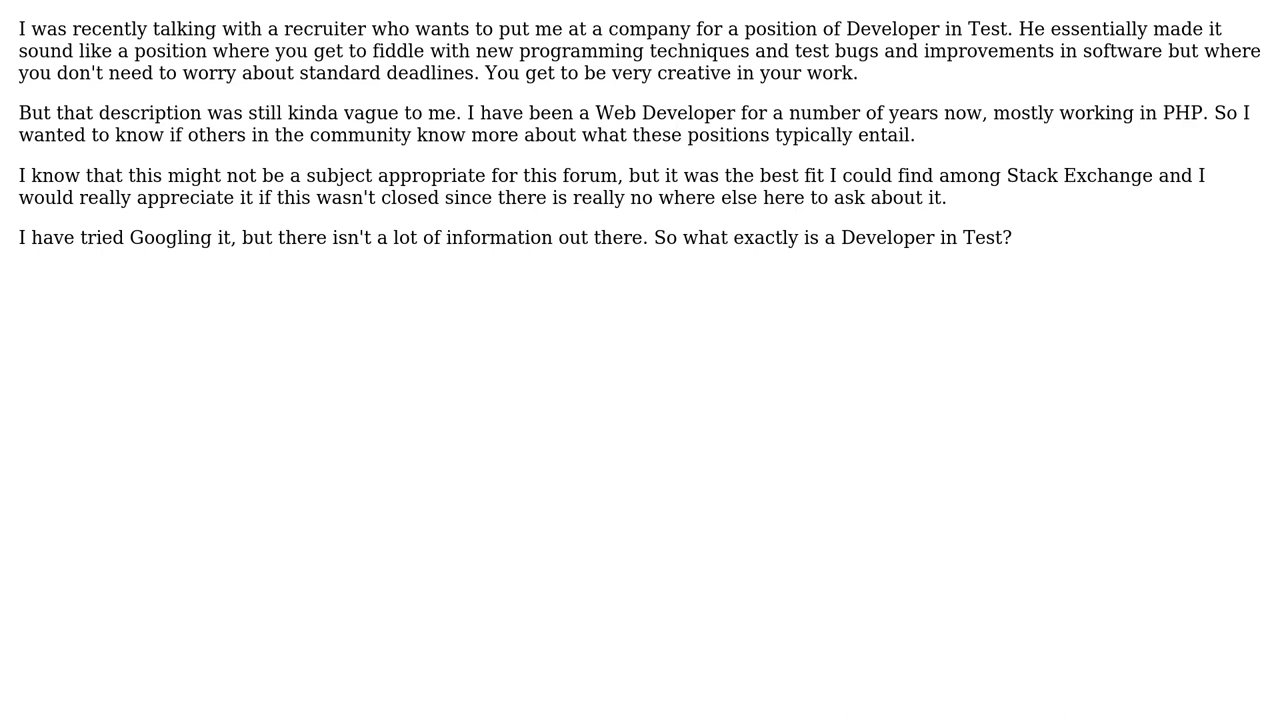 I was recently talking with a recruiter who wants to put me at a company for a position of Developer in Test. He essentially made it
sound like a position where you get to fiddle with new programming techniques and test bugs and improvements in software but where
you don't need to worry about standard deadlines. You get to be very creative in your work.
But that description was still kinda vague to me. I have been a Web Developer for a number of years now, mostly working in PHP. So I
wanted to know if others in the community know more about what these positions typically entail.
I know that this might not be a subject appropriate for this forum, but it was the best fit I could find among Stack Exchange and I
would really appreciate it if this wasn't closed since there is really no where else here to ask about it.
I have tried Googling it, but there isn't a lot of information out there. So what exactly is a Developer in Test?